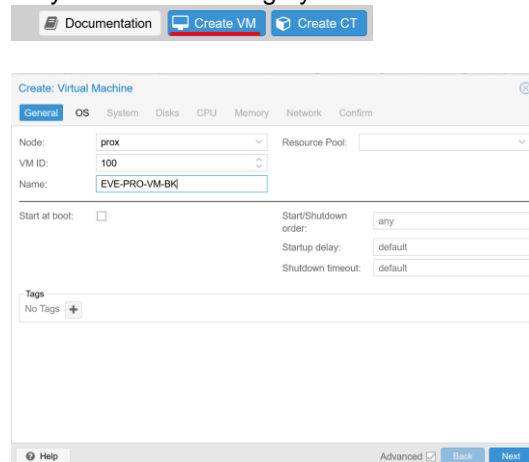 Documentation Create VM Create CT
Create: Virtual Machine
General OS System Disks CPU Memory Network Confirm
Node: prox Resource Pool:
VM ID: 100
Name: EVE-PRO-VM-BK
Start at boot: Start/Shutdown order: any
Startup delay: default
Shutdown timeout: default
Tags
No Tags
Help Advanced Back Next